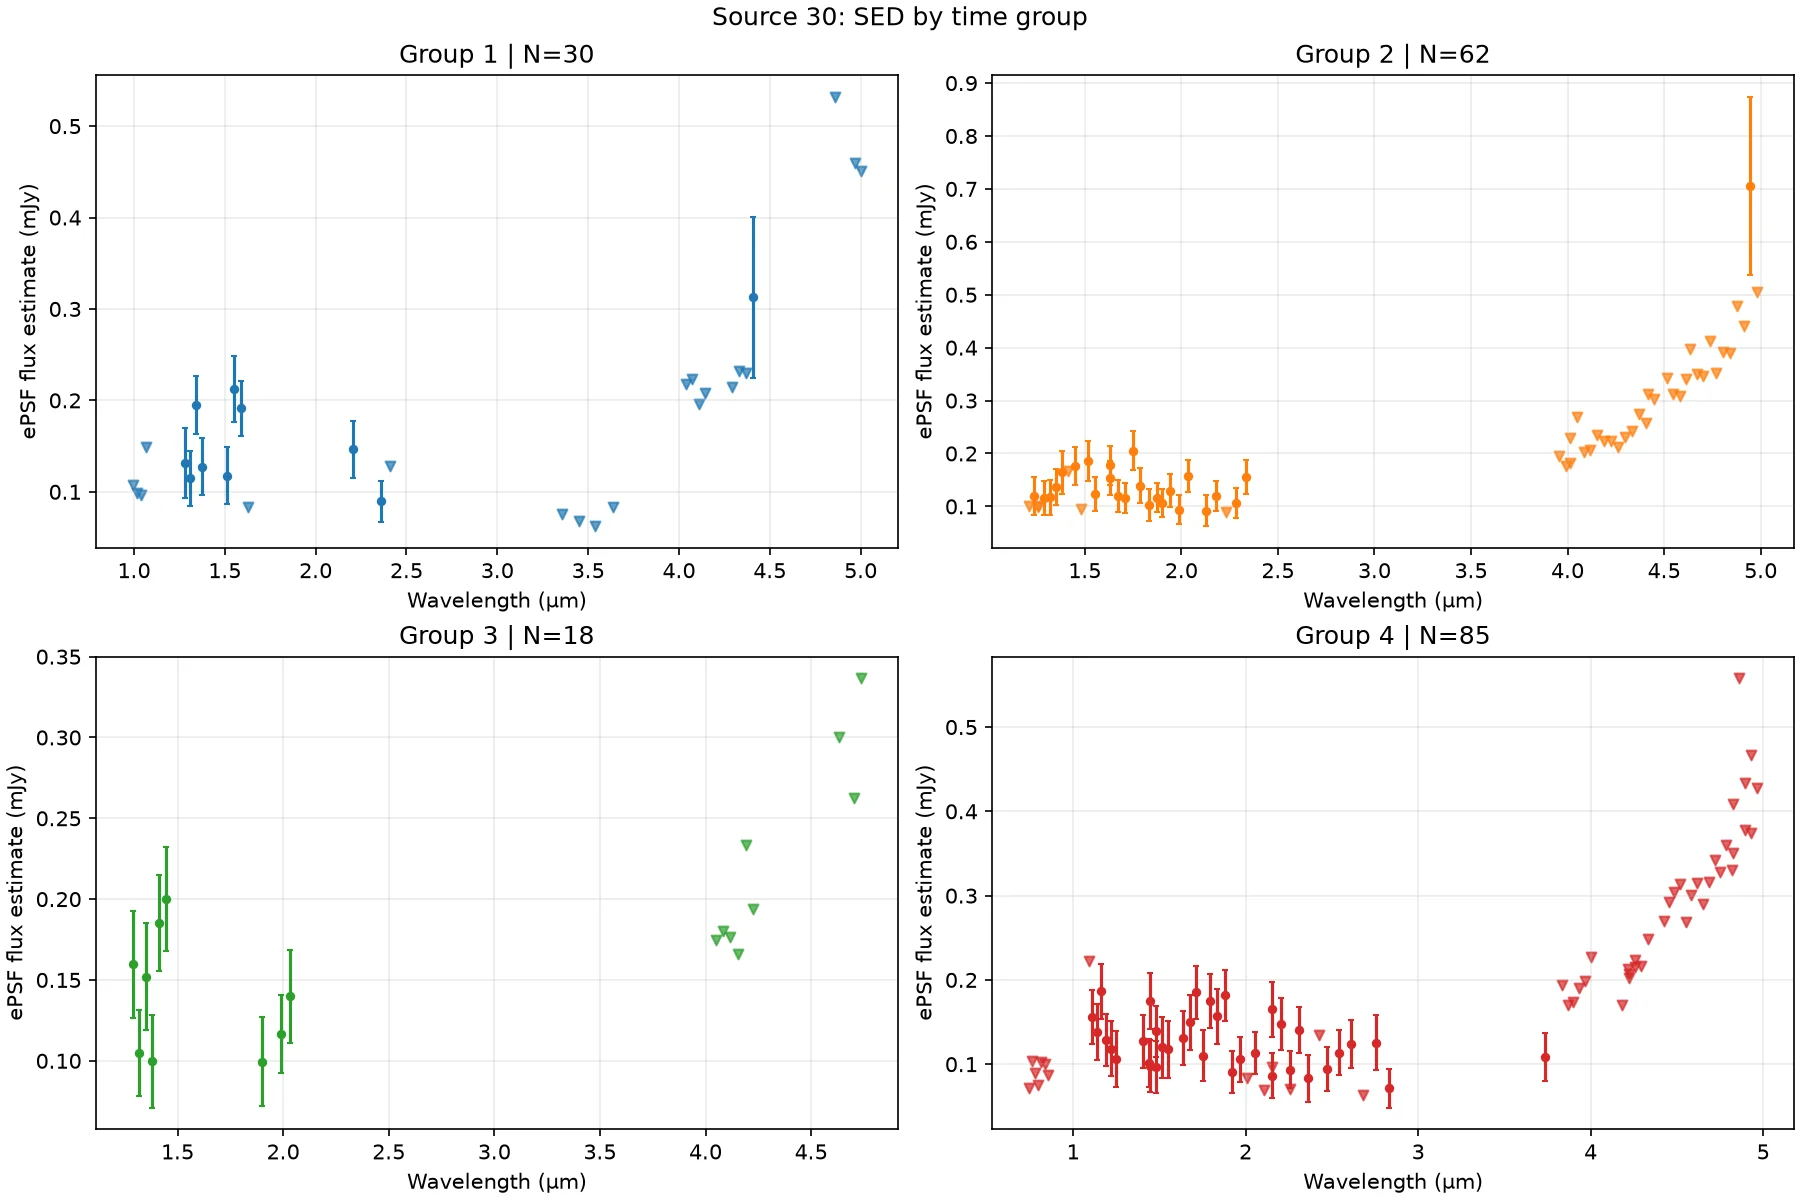 Source 30: SED by time group
Group 1 | N=30
ePSF flux estimate (mJy)
0.5
0.4
0.3
0.2
0.1
1.0 1.5 2.0 2.5 3.0 3.5 4.0 4.5 5.0
Wavelength (μm)
Group 2 | N=62
ePSF flux estimate (mJy)
0.9
0.8
0.7
0.6
0.5
0.4
0.3
0.2
0.1
1.5 2.0 2.5 3.0 3.5 4.0 4.5 5.0
Wavelength (μm)
Group 3 | N=18
ePSF flux estimate (mJy)
0.35
0.30
0.25
0.20
0.15
0.10
1.5 2.0 2.5 3.0 3.5 4.0 4.5
Wavelength (μm)
Group 4 | N=85
ePSF flux estimate (mJy)
0.5
0.4
0.3
0.2
0.1
1 2 3 4 5
Wavelength (μm)